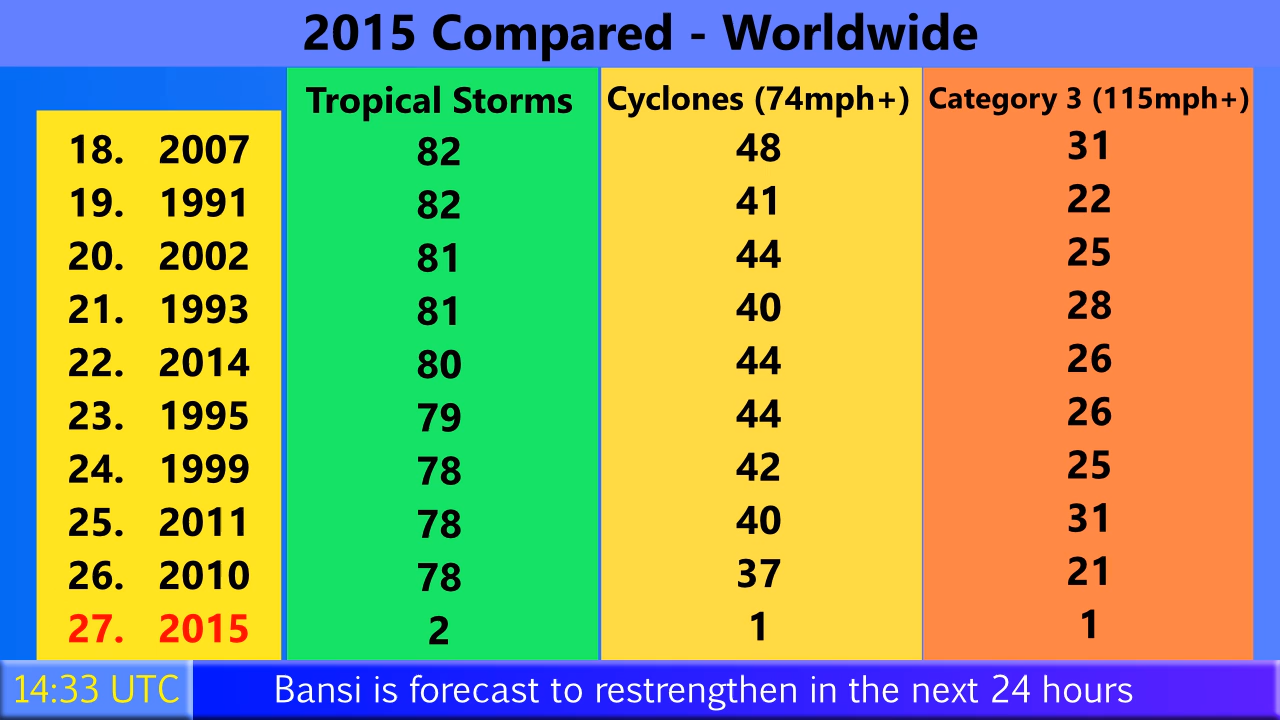 2015 Compared - Worldwide
Tropical Storms Cyclones (74mph+) Category 3 (115mph+)
18. 2007 82 48 31
19. 1991 82 41 22
20. 2002 81 44 25
21. 1993 81 40 28
22. 2014 80 44 26
23. 1995 79 44 26
24. 1999 78 42 25
25. 2011 78 40 31
26. 2010 78 37 21
27. 2015 2 1 1
14:33 UTC Bansi is forecast to restrengthen in the next 24 hours